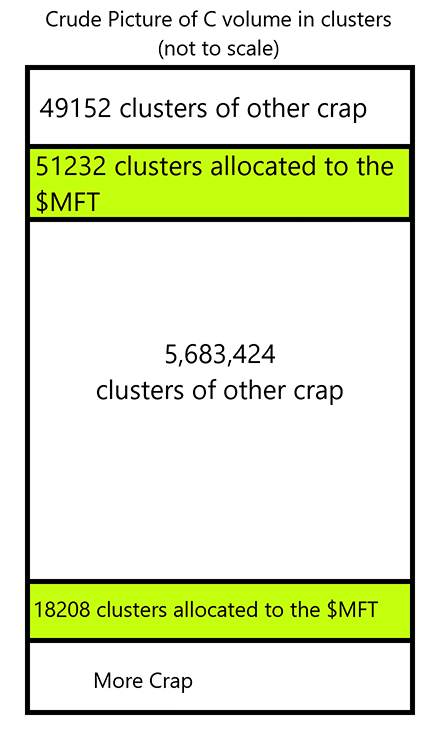 Crude Picture of C volume in clusters
(not to scale)
49152 clusters of other crap
51232 clusters allocated to the
$MFT
5,683,424
clusters of other crap
18208 clusters allocated to the $MFT
More Crap